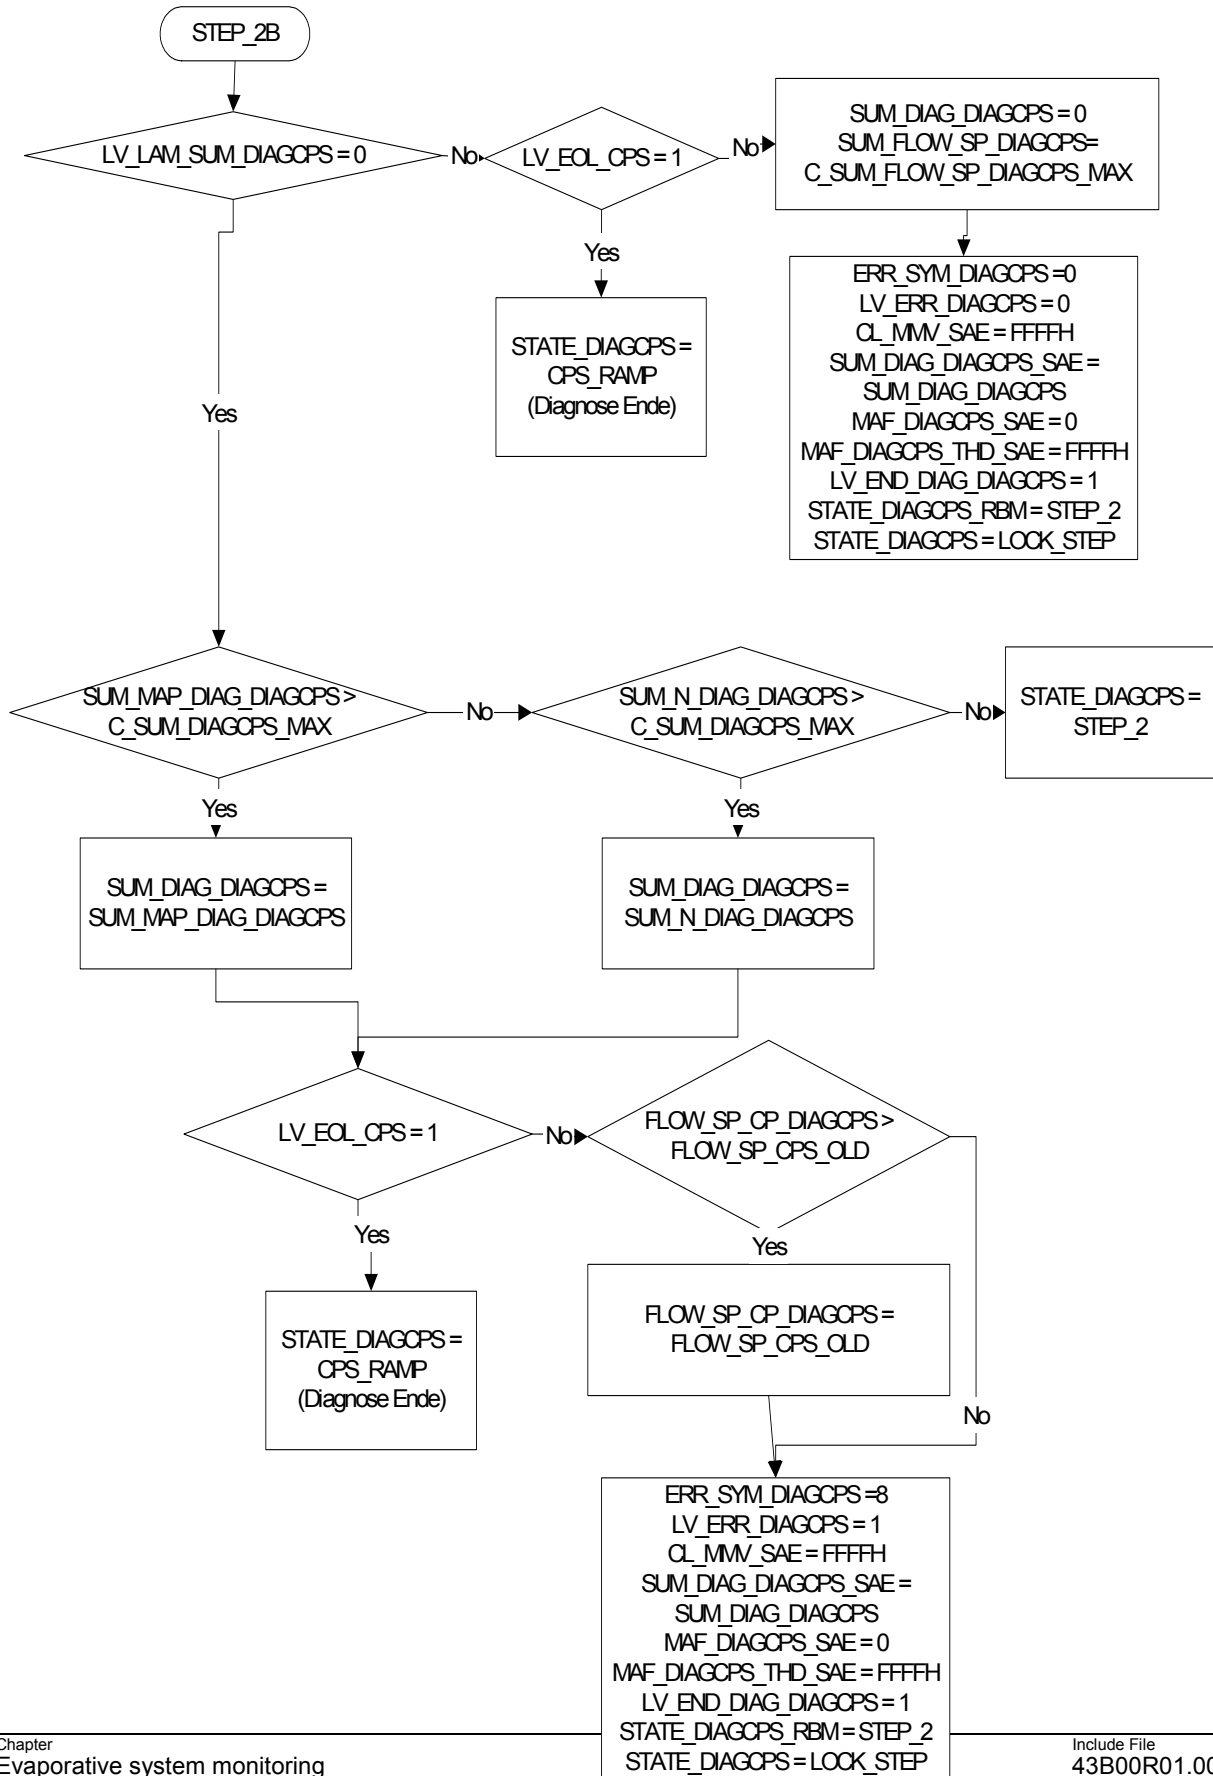 STEP_2B
LV_LAM_SUM_DIAGCPS = 0
No
LV_EOL_CPS = 1
No
SUM_DIAG_DIAGCPS = 0
SUM_FLOW_SP_DIAGCPS=
C_SUM_FLOW_SP_DIAGCPS_MAX
Yes
Yes
STATE_DIAGCPS =
CPS_RAMP
(Diagnose Ende)
ERR_SYM_DIAGCPS =0
LV_ERR_DIAGCPS = 0
CL_MMV_SAE = FFFFH
SUM_DIAG_DIAGCPS_SAE =
SUM_DIAG_DIAGCPS
MAF_DIAGCPS_SAE = 0
MAF_DIAGCPS_THD_SAE = FFFFH
LV_END_DIAG_DIAGCPS = 1
STATE_DIAGCPS_RBM = STEP_2
STATE_DIAGCPS = LOCK_STEP
SUM_MAP_DIAG_DIAGCPS >
C_SUM_DIAGCPS_MAX
No
SUM_N_DIAG_DIAGCPS >
C_SUM_DIAGCPS_MAX
No
STATE_DIAGCPS =
STEP_2
Yes
Yes
SUM_DIAG_DIAGCPS =
SUM_MAP_DIAG_DIAGCPS
SUM_DIAG_DIAGCPS =
SUM_N_DIAG_DIAGCPS
LV_EOL_CPS = 1
No
FLOW_SP_CP_DIAGCPS >
FLOW_SP_CPS_OLD
Yes
Yes
STATE_DIAGCPS =
CPS_RAMP
(Diagnose Ende)
FLOW_SP_CP_DIAGCPS =
FLOW_SP_CPS_OLD
No
ERR_SYM_DIAGCPS =8
LV_ERR_DIAGCPS = 1
CL_MMV_SAE = FFFFH
SUM_DIAG_DIAGCPS_SAE =
SUM_DIAG_DIAGCPS
MAF_DIAGCPS_SAE = 0
MAF_DIAGCPS_THD_SAE = FFFFH
LV_END_DIAG_DIAGCPS = 1
STATE_DIAGCPS_RBM = STEP_2
STATE_DIAGCPS = LOCK_STEP
Chapter
Evaporative system monitoring
Include File
43B00R01.00